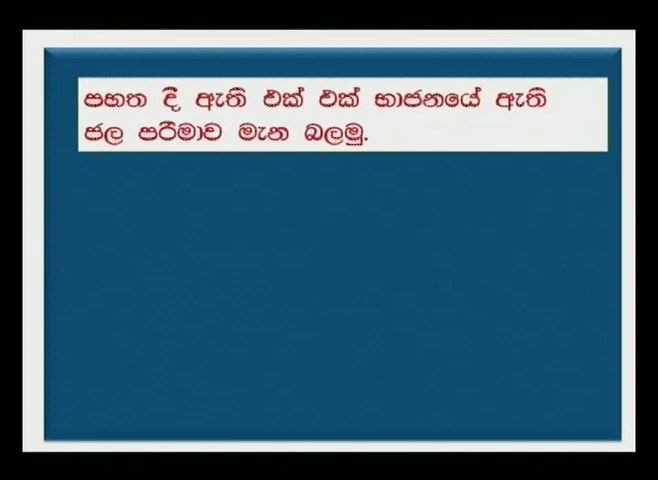 පහත දී ඇති එක් එක් භාජනයේ ඇති
ජල පරිමාව මැන බලමු.